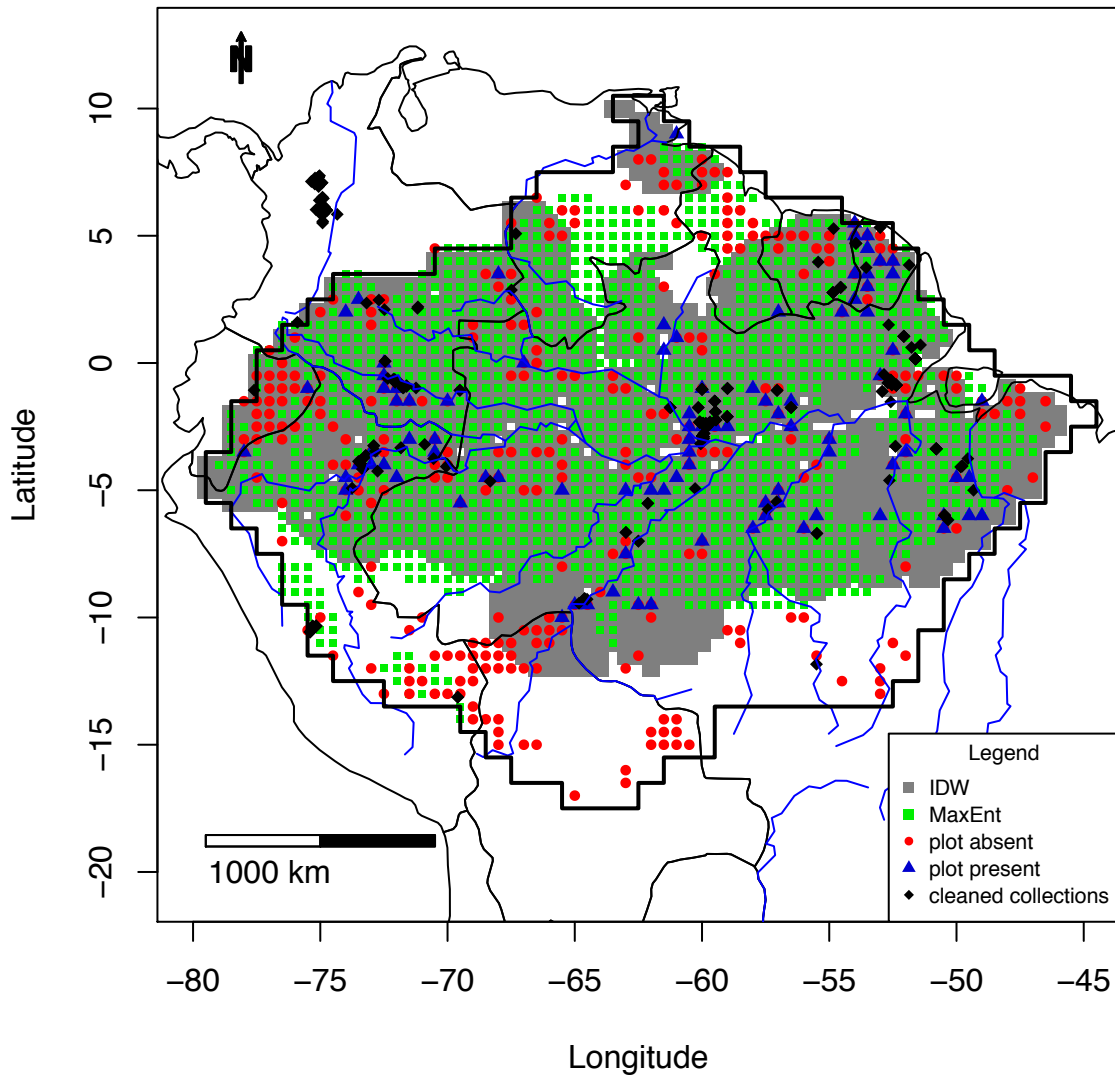 N
10
5
0
−5
−10
−15
−20
Latitude
1000 km
Legend
IDW
MaxEnt
plot absent
plot present
cleaned collections
−80 −75 −70 −65 −60 −55 −50 −45
Longitude